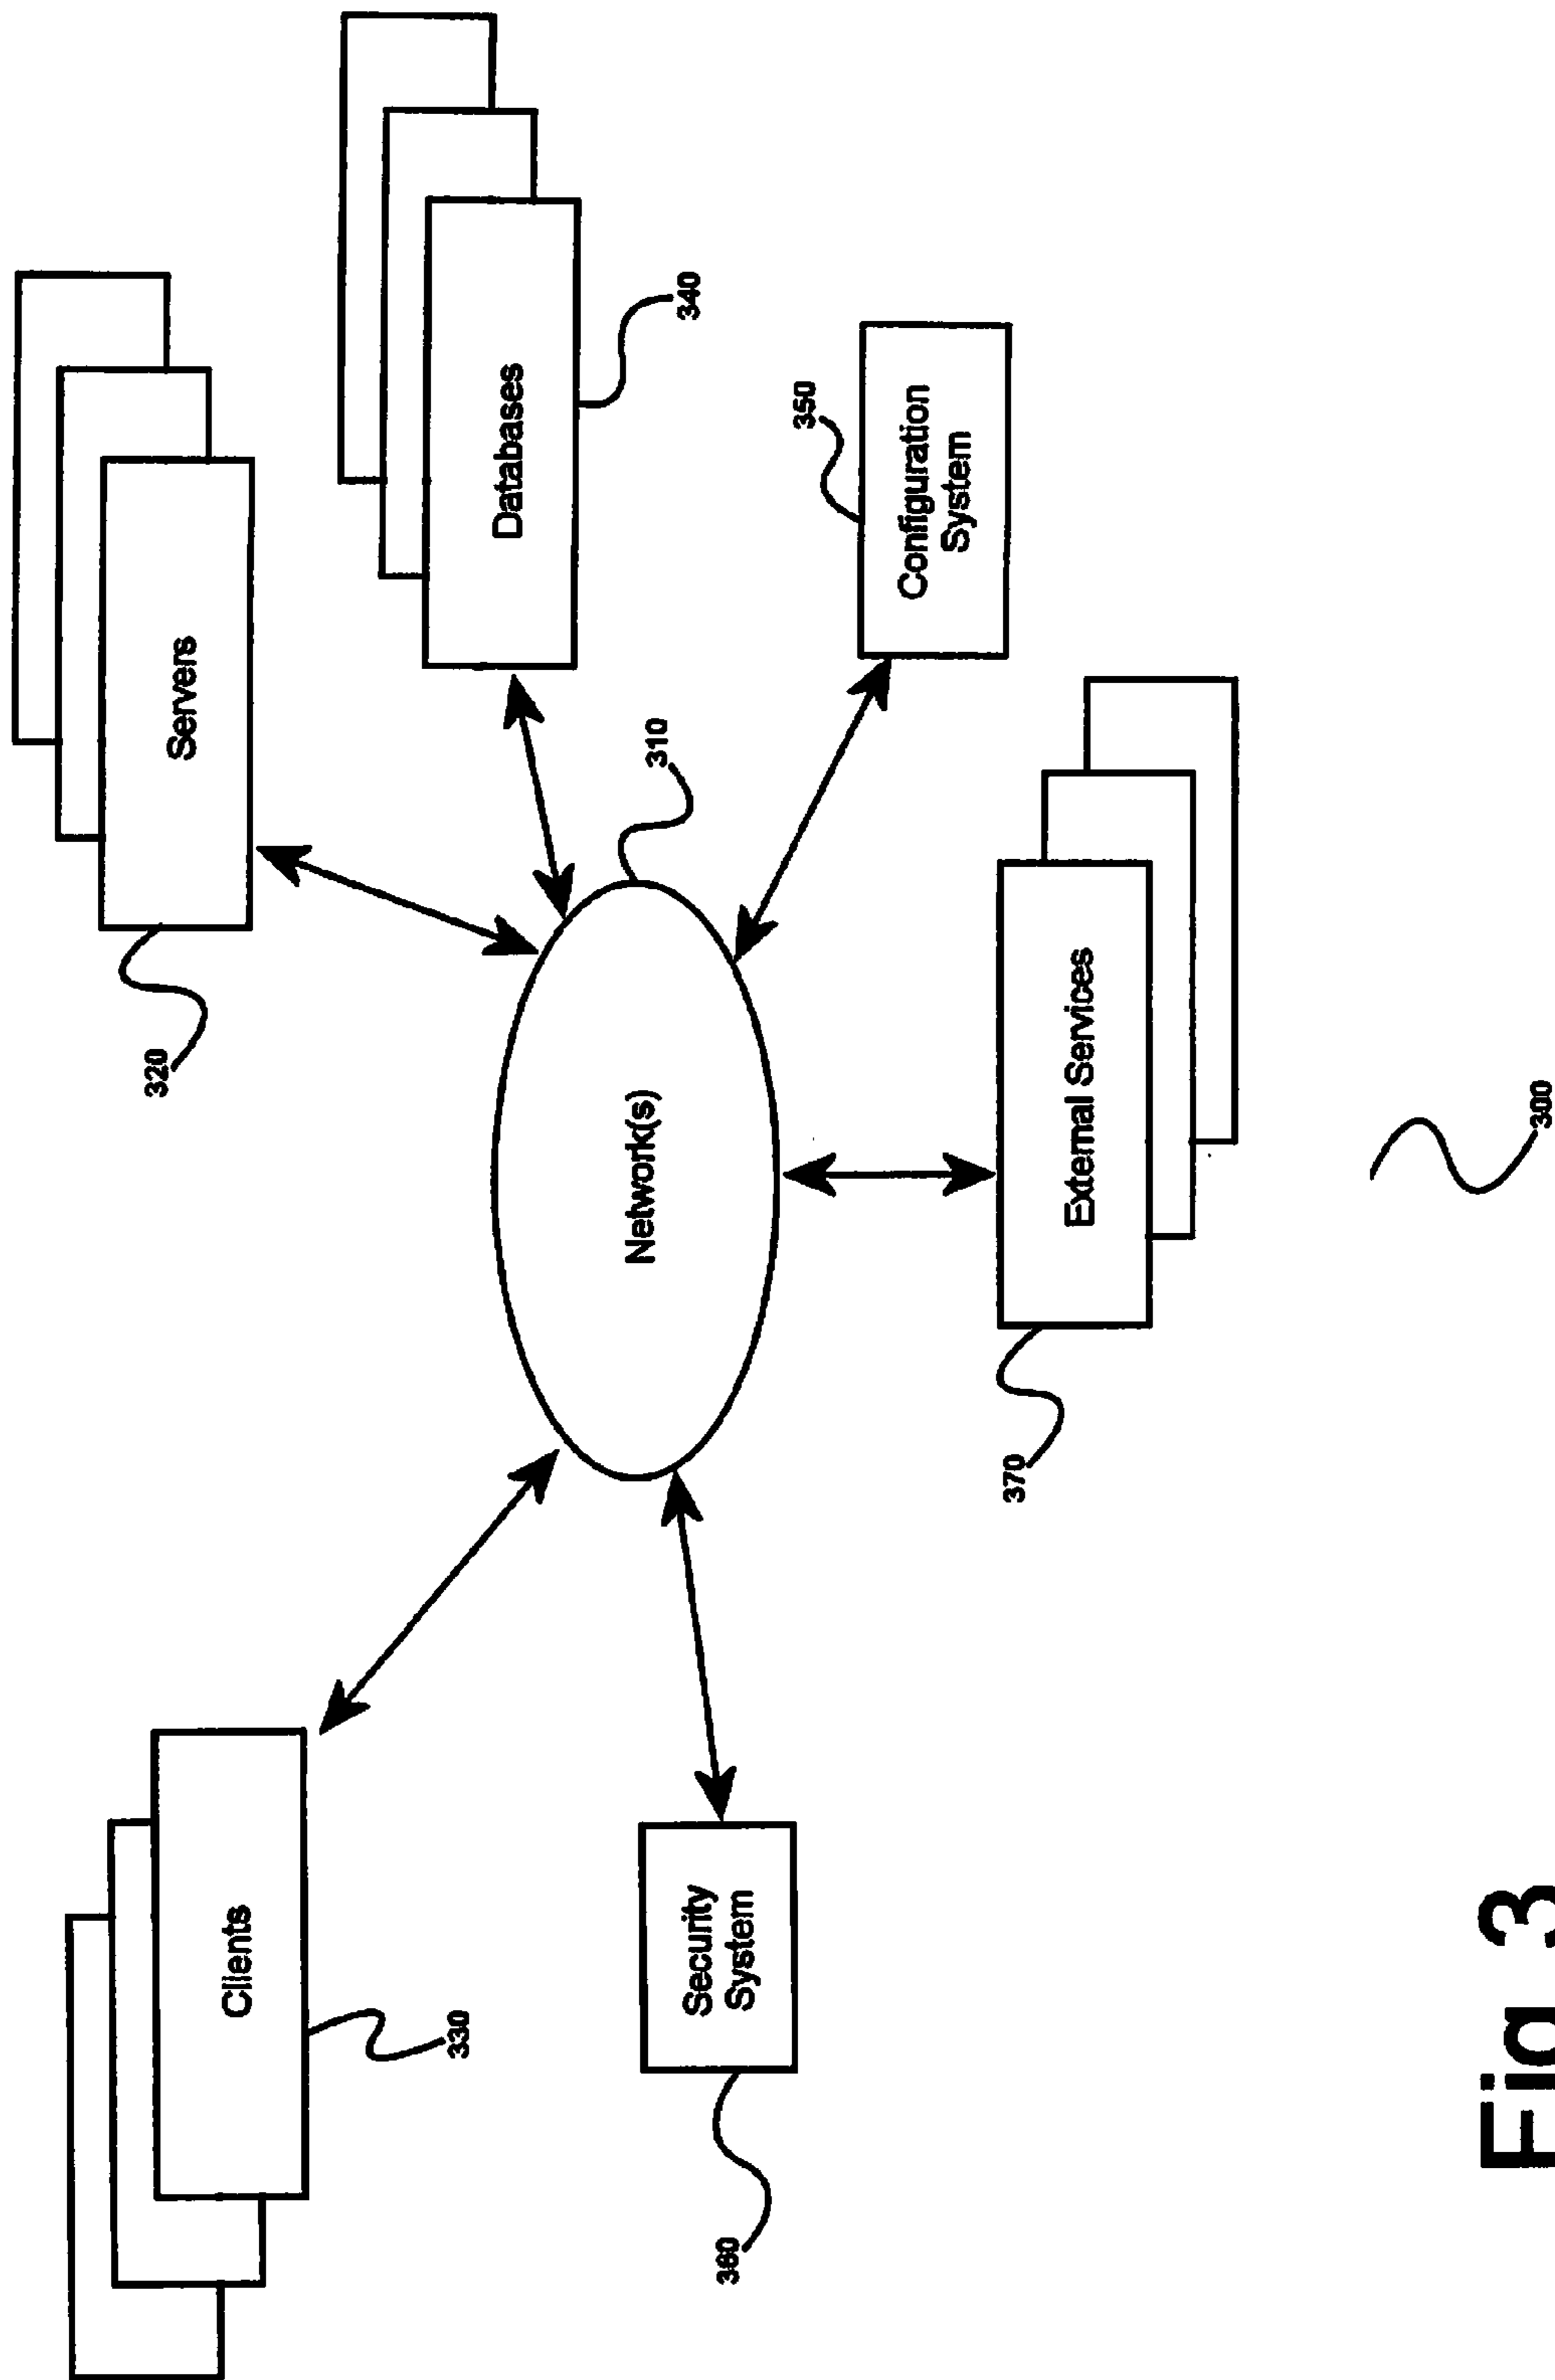 Clients
330
Servers
320
Databases
340
Network(s)
310
Security
System
360
Configuration
System
350
External Services
370
300
Fig. 3